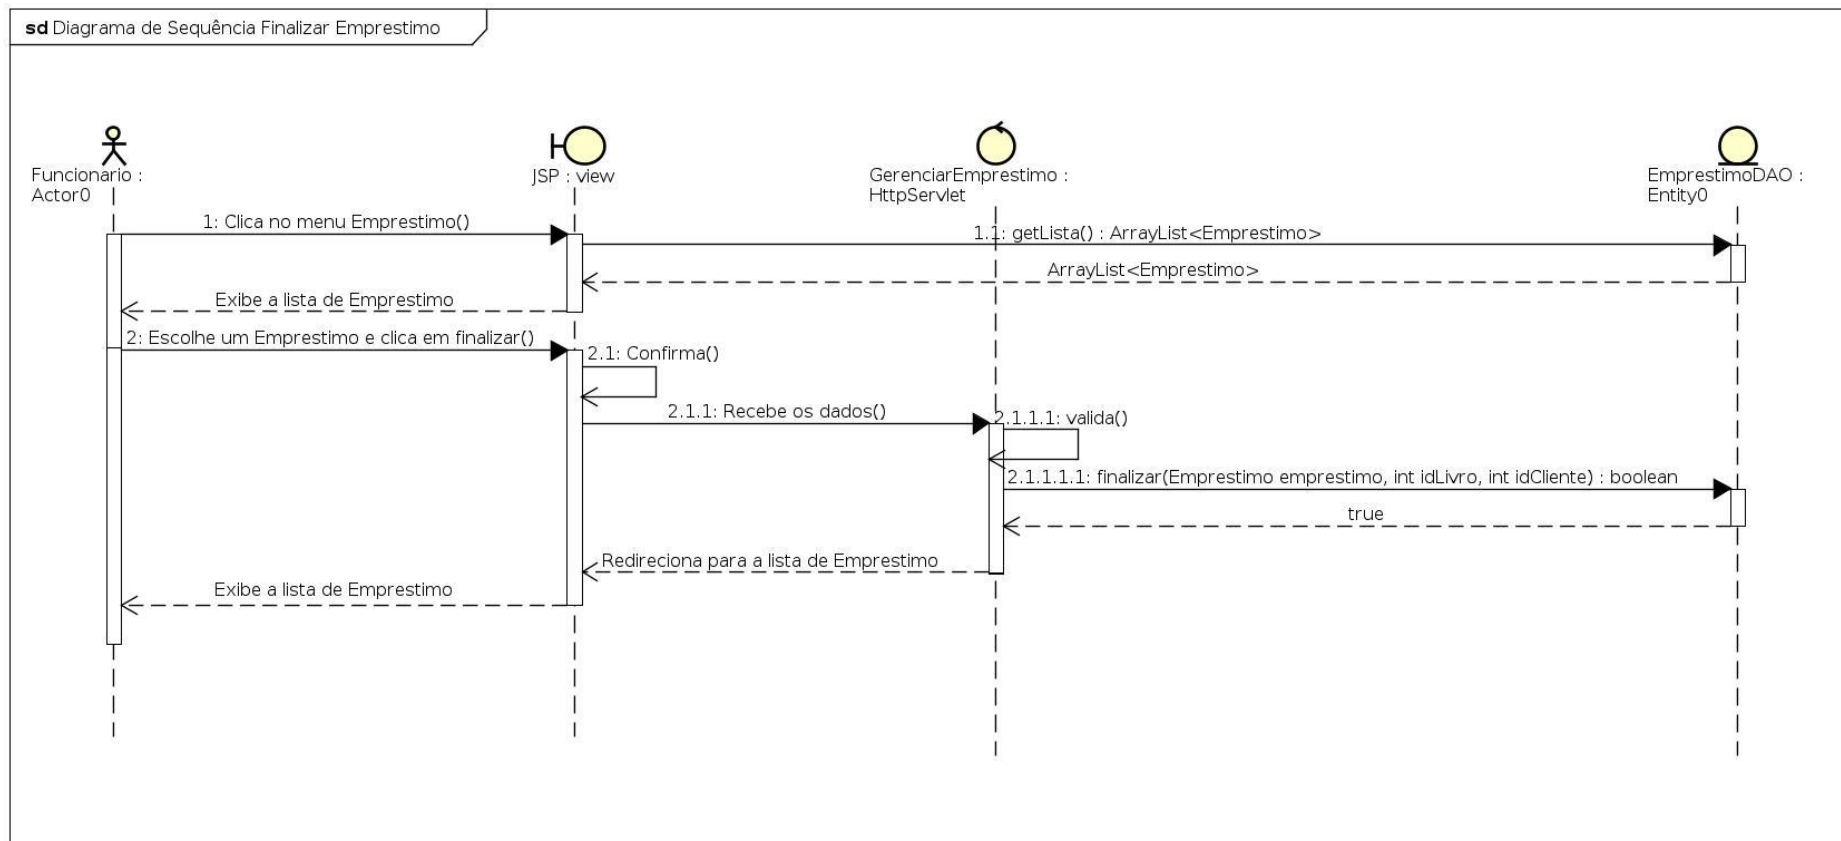 sd Diagrama de Sequência Finalizar Emprestimo
Funcionario :
Actor0
JSP : view
GerenciarEmprestimo :
HttpServlet
EmprestimoDAO :
Entity0
1: Clica no menu Emprestimo()
1.1: getLista() : ArrayList<Emprestimo>
ArrayList<Emprestimo>
Exibe a lista de Emprestimo
2: Escolhe um Emprestimo e clica em finalizar()
2.1: Confirma()
2.1.1: Recebe os dados()
2.1.1.1: valida()
2.1.1.1.1: finalizar(Emprestimo emprestimo, int idLivro, int idCliente) : boolean
true
Redireciona para a lista de Emprestimo
Exibe a lista de Emprestimo